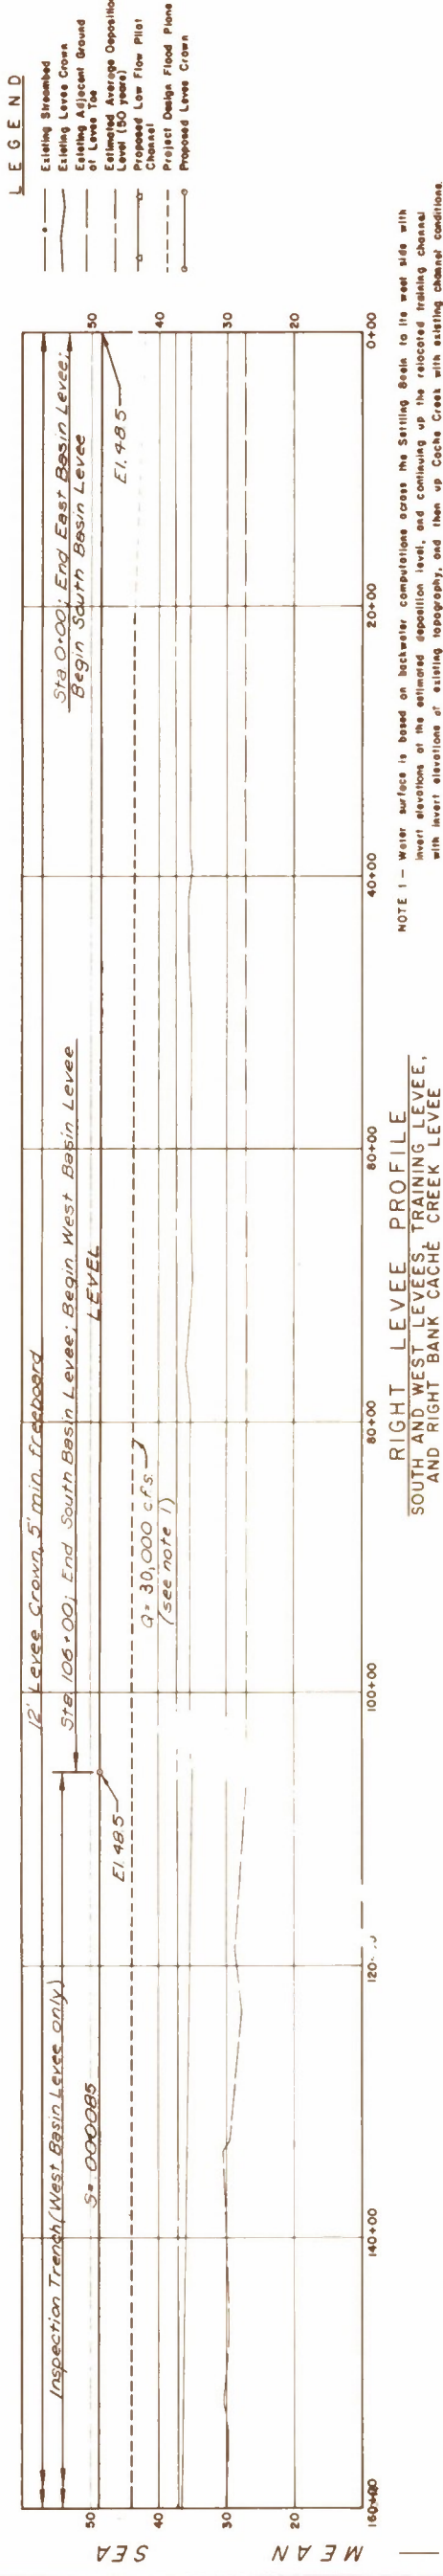 LEGEND
Existing Streambed
Existing Levee Crown
Existing Adjacent Ground
at Levee Toe
Estimated Average Deposition
Level (50 years)
Proposed Low Flow Pilot
Channel
Project Design Flood Plane
Proposed Levee Crown
12' Levee Crown, 5' min. freeboard
Inspection Trench (West Basin Levee only)
Sta 106+00; End South Basin Levee; Begin West Basin Levee
Sta 0+00; End East Basin Levee;
Begin South Basin Levee
S=.000085
LEVEL
El. 48.5
El. 48.5
Q=30,000 cfs.
(see note 1)
50
40
30
50
40
30
20
MEAN SEA
160+00
140+00
120
100+00
80+00
60+00
40+00
20+00
0+00
RIGHT LEVEE PROFILE
SOUTH AND WEST LEVEES, TRAINING LEVEE,
AND RIGHT BANK CACHE CREEK LEVEE
NOTE 1 - Water surface is based on backwater computations across the Settling Basin to its west side with
invert elevations at the estimated deposition level, and continuing up the relocated training channel
with invert elevations of existing topography, and then up Cache Creek with existing channel conditions.